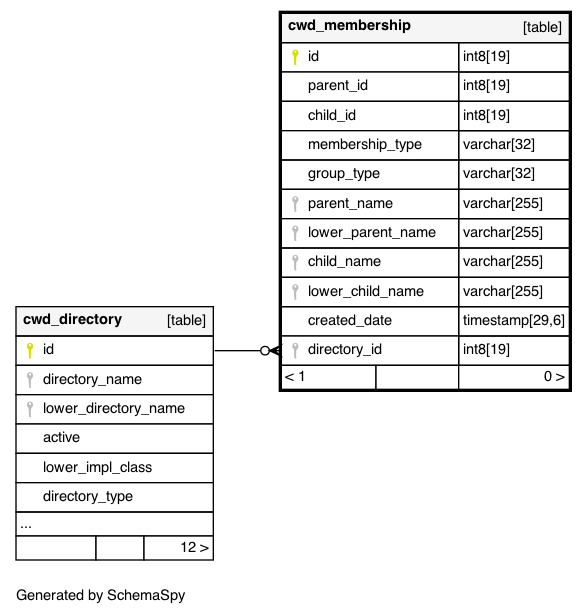 cwd_membership [table]
id int8[19]
parent_id int8[19]
child_id int8[19]
membership_type varchar[32]
group_type varchar[32]
parent_name varchar[255]
lower_parent_name varchar[255]
child_name varchar[255]
lower_child_name varchar[255]
created_date timestamp[29,6]
directory_id int8[19]
< 1 0 >
cwd_directory [table]
id
directory_name
lower_directory_name
active
lower_impl_class
directory_type
...
12 >
Generated by SchemaSpy